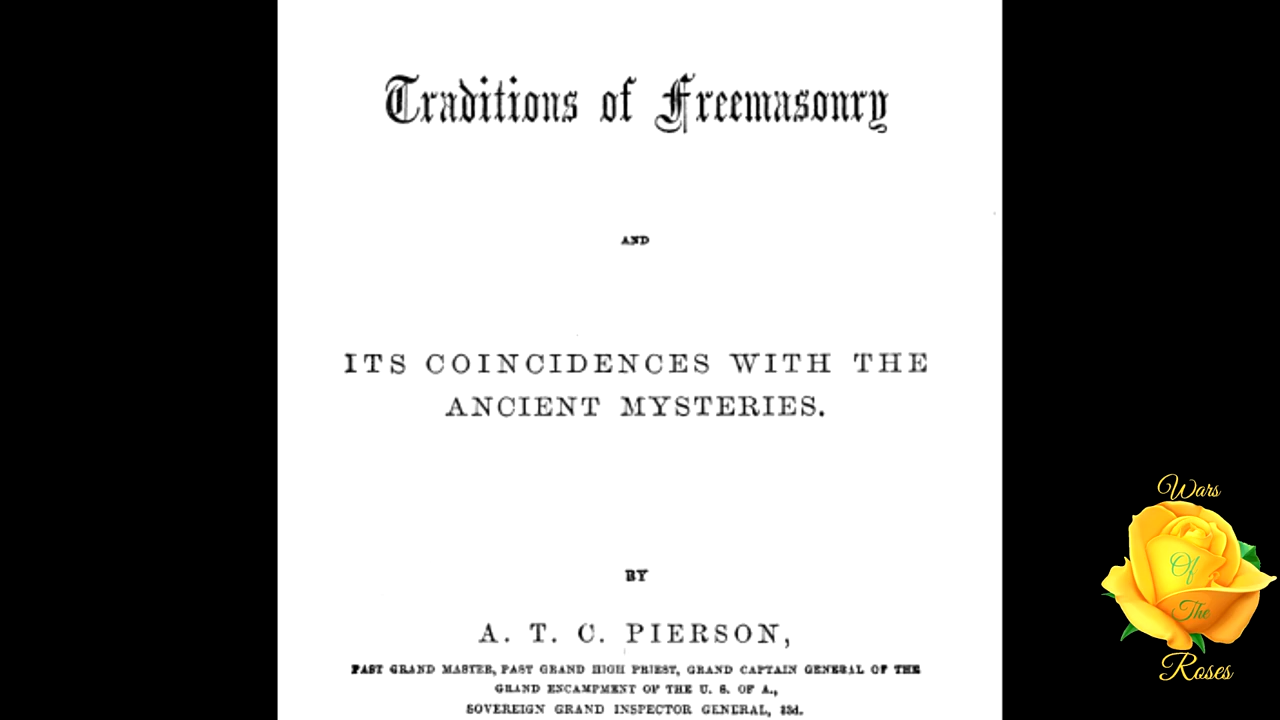 Traditions of Freemasonry
AND
ITS COINCIDENCES WITH THE
ANCIENT MYSTERIES.
BY
A. T. C. PIERSON,
PAST GRAND MASTER, PAST GRAND HIGH PRIEST, GRAND CAPTAIN GENERAL OF THE
GRAND ENCAMPMENT OF THE U. S. OF A.,
SOVEREIGN GRAND INSPECTOR GENERAL, 33d.
Wars
Of
The
Roses